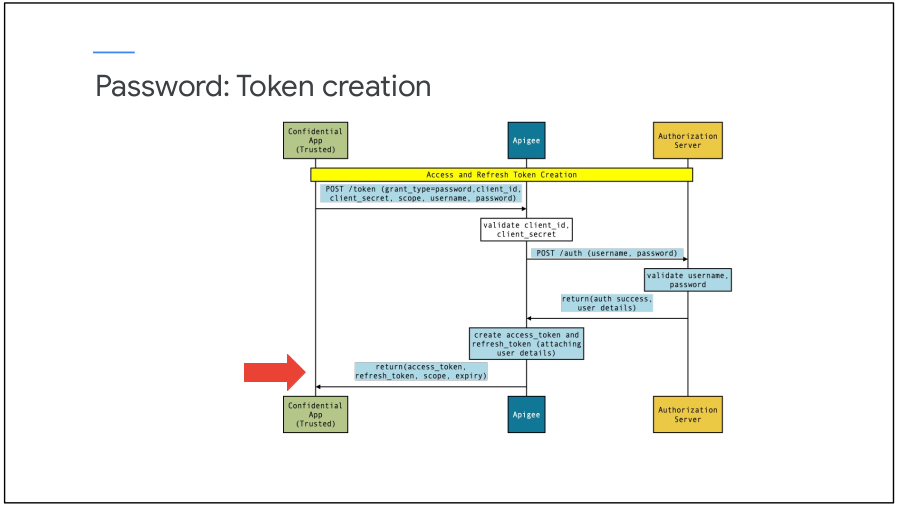 Password: Token creation
Confidential
App
(Trusted)
Apigee
Authorization
Server
Access and Refresh Token Creation
POST /token (grant_type=password,client_id,
client_secret, scope, username, password)
validate client_id,
client_secret
POST /auth (username, password)
validate username,
password
return(auth success,
user details)
create access_token and
refresh_token (attaching
user details)
return(access_token,
refresh_token, scope, expiry)
Confidential
App
(Trusted)
Apigee
Authorization
Server